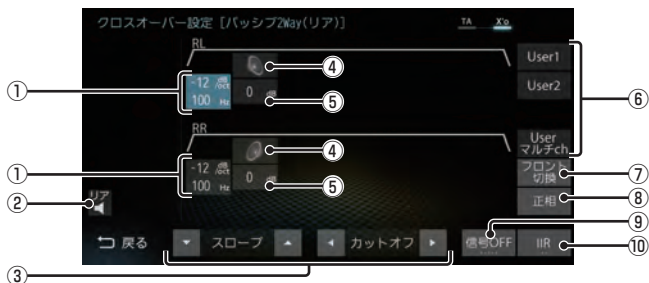 クロスオーバー設定 [パッシブ2Way(リア)]
TA X'o
RL
User1
④
-12 dB/oct
①
0 dB
⑤
User2
⑥
100 Hz
RR
User
マルチch
④
-12 dB/oct
①
0 dB
⑤
フロント
切換
⑦
100 Hz
リア
②
正相
⑧
⑨
戻る
▼ スロープ ▲
◀ カットオフ ▶
信号OFF
IIR
⑩
③